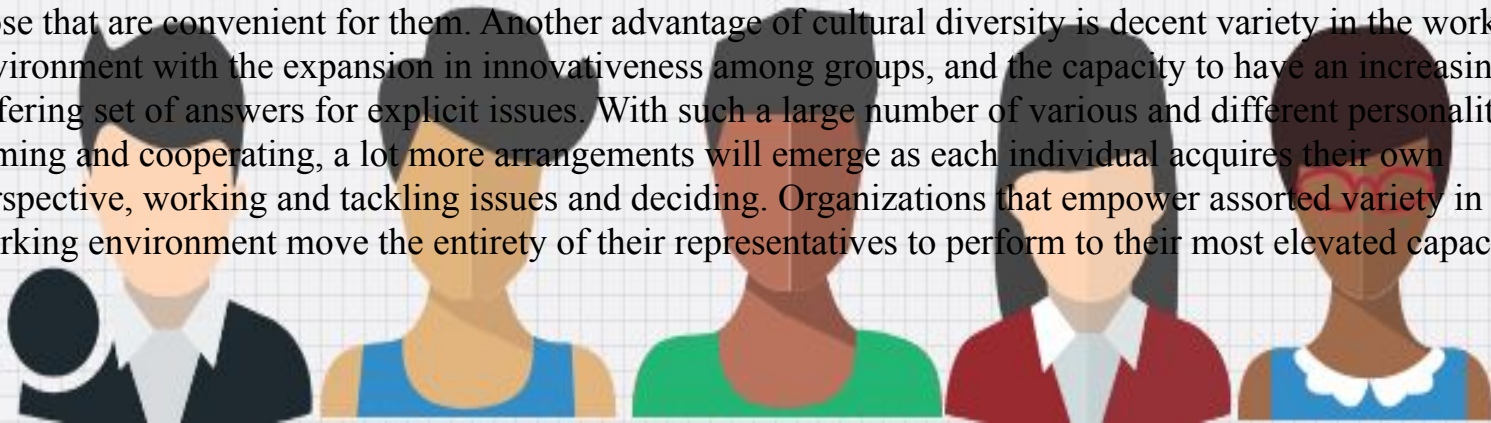 se that are convenient for them. Another advantage of cultural diversity is decent variety in the work
vironment with the expansion in innovativeness among groups, and the capacity to have an increasin
fering set of answers for explicit issues. With such a large number of various and different personalit
ming and cooperating, a lot more arrangements will emerge as each individual acquires their own
rspective, working and tackling issues and deciding. Organizations that empower assorted variety in
rking environment move the entirety of their representatives to perform to their most elevated capac